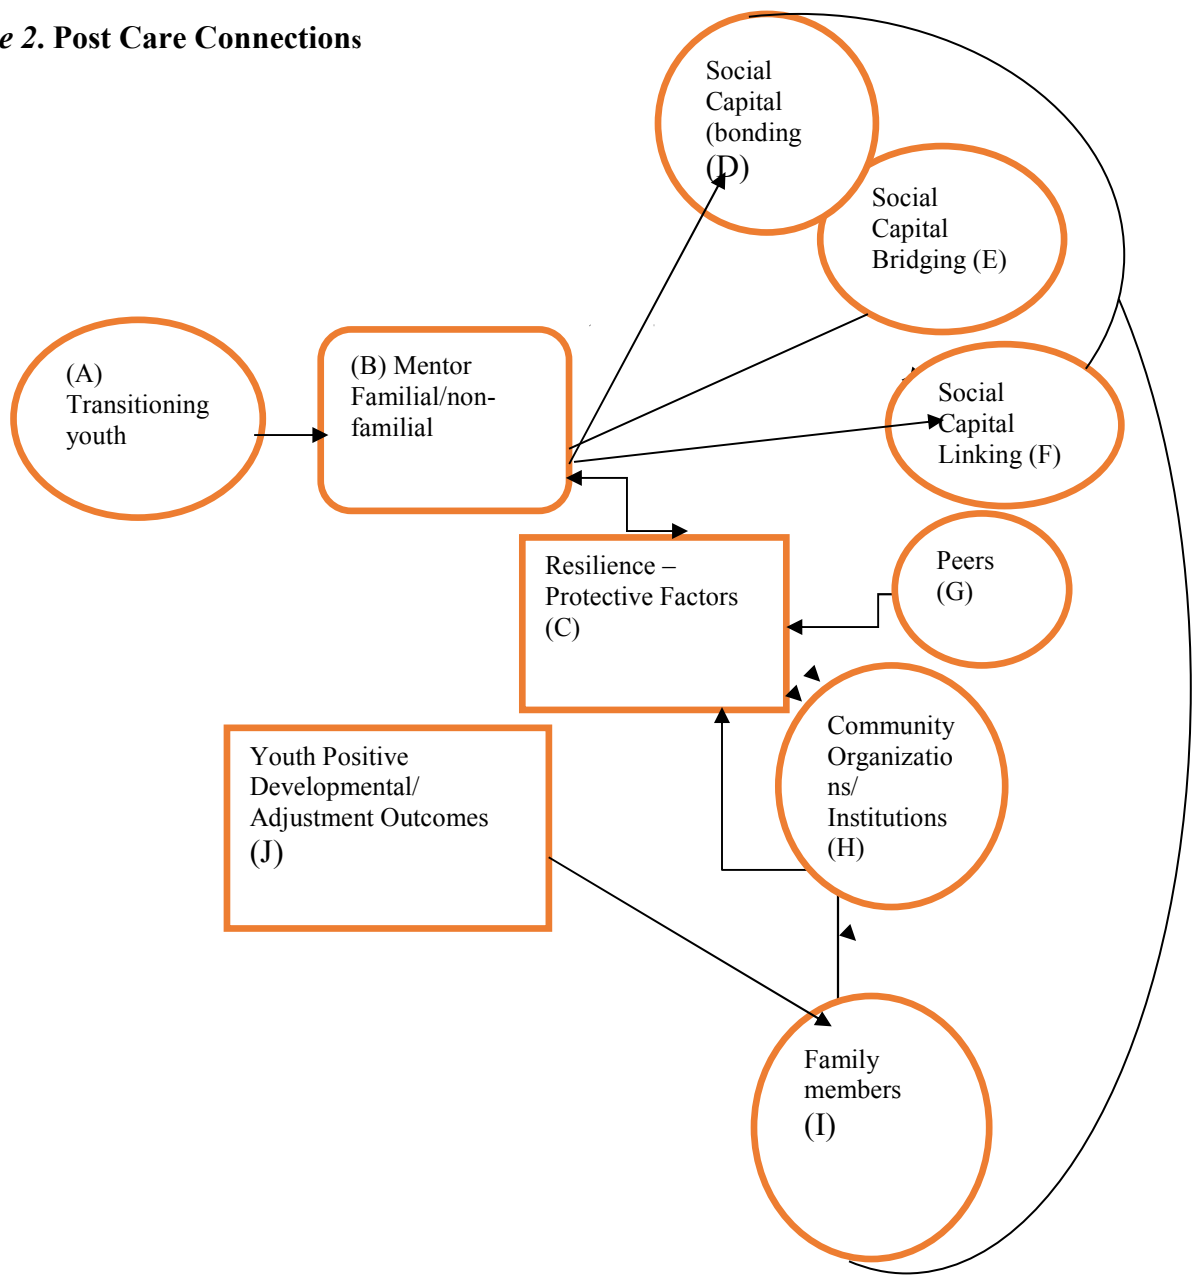 e 2. Post Care Connections
Social
Capital
(bonding
(D)
Social
Capital
Bridging (E)
(A)
Transitioning
youth
(B) Mentor
Familial/non-
familial
Social
Capital
Linking (F)
Resilience –
Protective Factors
(C)
Peers
(G)
Youth Positive
Developmental/
Adjustment Outcomes
(J)
Community
Organizatio
ns/
Institutions
(H)
Family
members
(I)